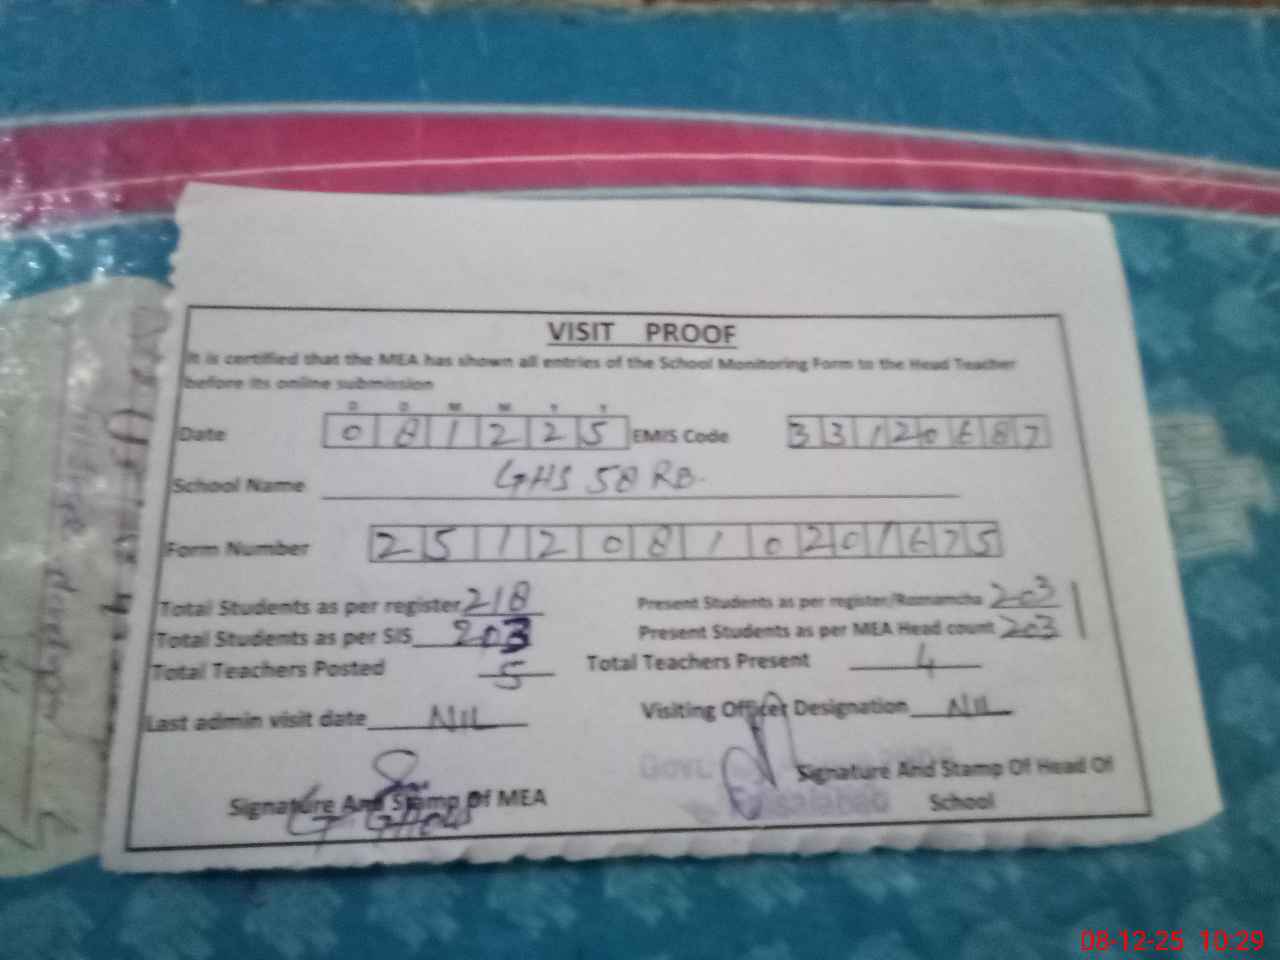 VISIT PROOF
It is certified that the MEA has shown all entries of the School Monitoring Form to the Head Teacher
before its online submission
D D M M Y Y
Date 0 8 1 2 2 5 EMIS Code 3 3 1 2 0 6 8 7
School Name GHS 58 RB.
Form Number 2 5 1 2 0 8 1 0 2 0 1 6 7 5
Total Students as per register 218 Present Students as per register/Roznamcha 203
Total Students as per SIS 203 Present Students as per MEA Head count 203
Total Teachers Posted 5 Total Teachers Present 4
Last admin visit date NIL Visiting Officer Designation NIL
Govt.
Signature And Stamp Of MEA Signature And Stamp Of Head Of
School
Faisalabad
08-12-25 10:29